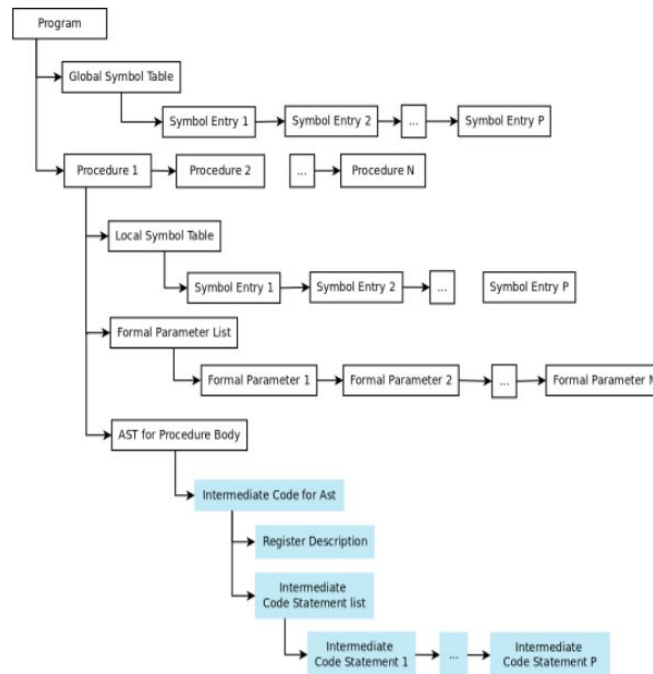 Program
Global Symbol Table
Symbol Entry 1
Symbol Entry 2
...
Symbol Entry P
Procedure 1
Procedure 2
...
Procedure N
Local Symbol Table
Symbol Entry 1
Symbol Entry 2
...
Symbol Entry P
Formal Parameter List
Formal Parameter 1
Formal Parameter 2
...
Formal Parameter N
AST for Procedure Body
Intermediate Code for Ast
Register Description
Intermediate
Code Statement list
Intermediate
Code Statement 1
...
Intermediate
Code Statement P